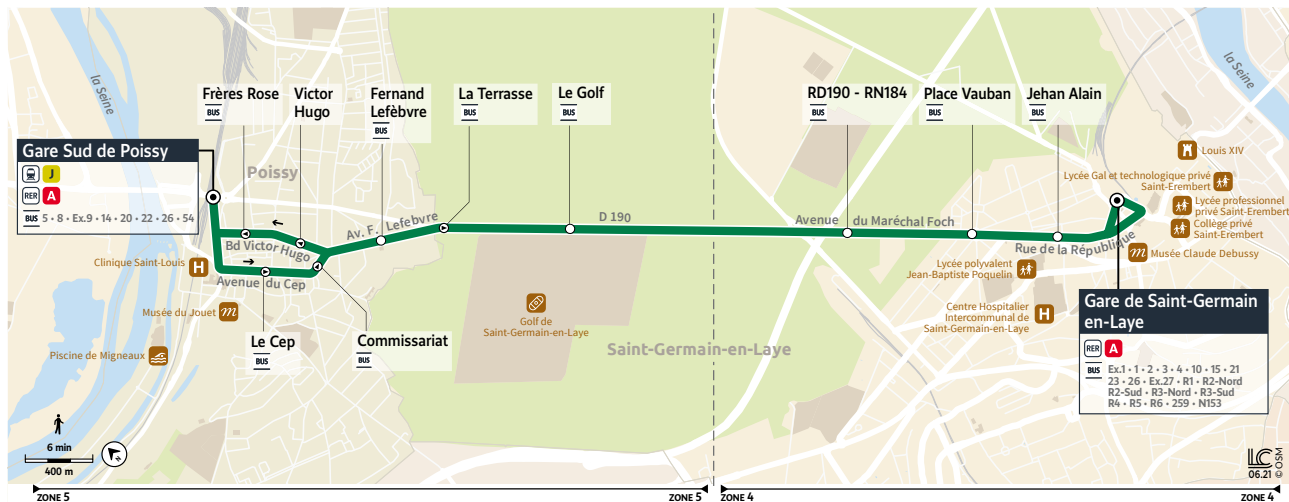 la Seine
la Seine
Frères Rose
BUS
Victor
Hugo
Fernand
Lefèbvre
BUS
La Terrasse
BUS
Le Golf
BUS
RD190 - RN184
BUS
Place Vauban
BUS
Jehan Alain
BUS
Gare Sud de Poissy
J
RER A
BUS 5 • 8 • Ex.9 • 14 • 20 • 22 • 26 • 54
Poissy
Louis XIV
Lycée Gal et technologique privé
Saint-Erembert
Lycée professionnel
privé Saint-Erembert
Collège privé
Saint-Erembert
Av. F. Lefebvre
D 190
Avenue du Maréchal Foch
Rue de la République
Bd Victor Hugo
Avenue du Cep
Musée Claude Debussy
Clinique Saint-Louis
H
Lycée polyvalent
Jean-Baptiste Poquelin
Musée du Jouet
m
m
Golf de
Saint-Germain-en-Laye
Centre Hospitalier
Intercommunal de
Saint-Germain-en-Laye
H
Gare de Saint-Germain
en-Laye
RER A
BUS Ex.1 • 1 • 2 • 3 • 4 • 10 • 15 • 21
23 • 26 • Ex.27 • R1 • R2-Nord
R2-Sud • R3-Nord • R3-Sud
R4 • R5 • R6 • 259 • N153
Le Cep
BUS
Commissariat
BUS
Saint-Germain-en-Laye
Piscine de Migneaux
6 min
400 m
LC
06.21
© OSM
ZONE 5
ZONE 5
ZONE 4
ZONE 4